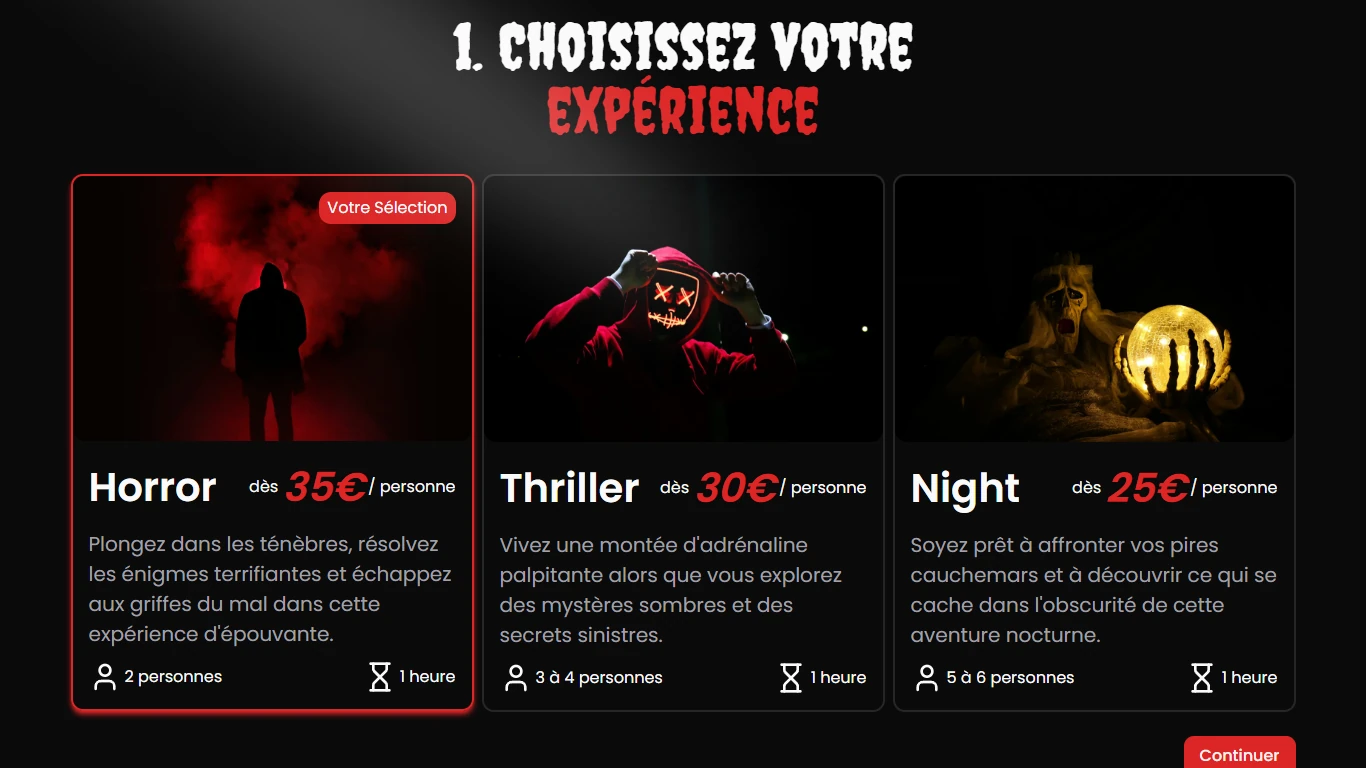 1. CHOISISSEZ VOTRE
EXPÉRIENCE
Votre Sélection
Horror dès 35€/ personne
Plongez dans les ténèbres, résolvez
les énigmes terrifiantes et échappez
aux griffes du mal dans cette
expérience d'épouvante.
2 personnes 1 heure
Thriller dès 30€/ personne
Vivez une montée d'adrénaline
palpitante alors que vous explorez
des mystères sombres et des
secrets sinistres.
3 à 4 personnes 1 heure
Night dès 25€/ personne
Soyez prêt à affronter vos pires
cauchemars et à découvrir ce qui se
cache dans l'obscurité de cette
aventure nocturne.
5 à 6 personnes 1 heure
Continuer